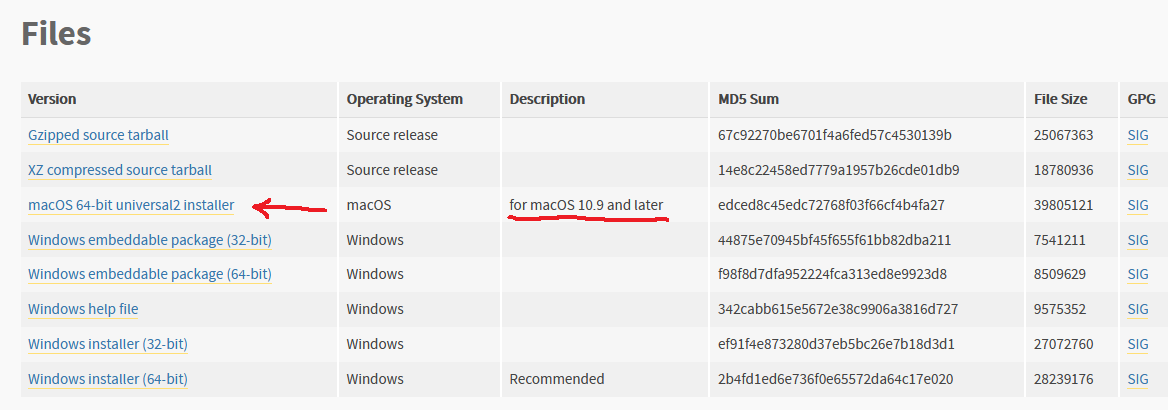 Files
Version Operating System Description MD5 Sum File Size GPG
Gzipped source tarball Source release 67c92270be6701f4a6fed57c4530139b 25067363 SIG
XZ compressed source tarball Source release 14e8c22458ed7779a1957b26cde01db9 18780936 SIG
macOS 64-bit universal2 installer macOS for macOS 10.9 and later edced8c45edc72768f03f66cf4b4fa27 39805121 SIG
Windows embeddable package (32-bit) Windows 44875e70945bf45f655f61bb82dba211 7541211 SIG
Windows embeddable package (64-bit) Windows f98f8d7dfa952224fca313ed8e9923d8 8509629 SIG
Windows help file Windows 342cabb615e5672e38c9906a3816d727 9575352 SIG
Windows installer (32-bit) Windows ef91f4e873280d37eb5bc26e7b18d3d1 27072760 SIG
Windows installer (64-bit) Windows Recommended 2b4fd1ed6e736f0e65572da64c17e020 28239176 SIG